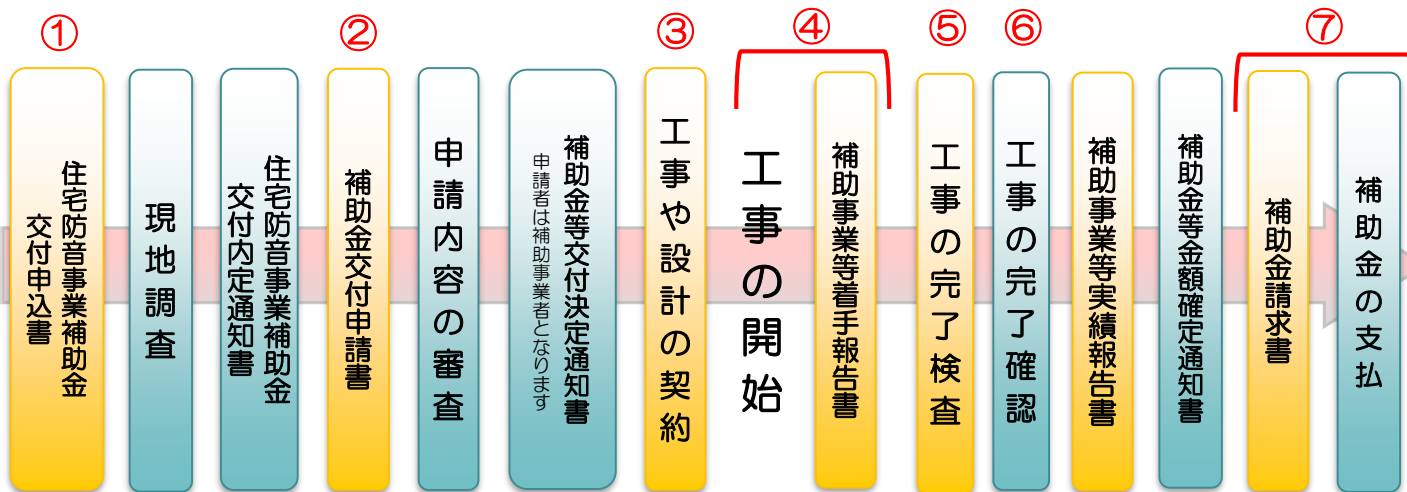 ①
住宅防音事業補助金
交付申込書
現地調査
住宅防音事業補助金
交付内定通知書
②
補助金交付申請書
申請内容の審査
補助金等交付決定通知書
申請者は補助事業者となります
③
工事や設計の契約
④
工事の開始
補助事業等着手報告書
⑤
工事の完了検査
⑥
工事の完了確認
補助事業等実績報告書
補助金等金額確定通知書
⑦
補助金請求書
補助金の支払